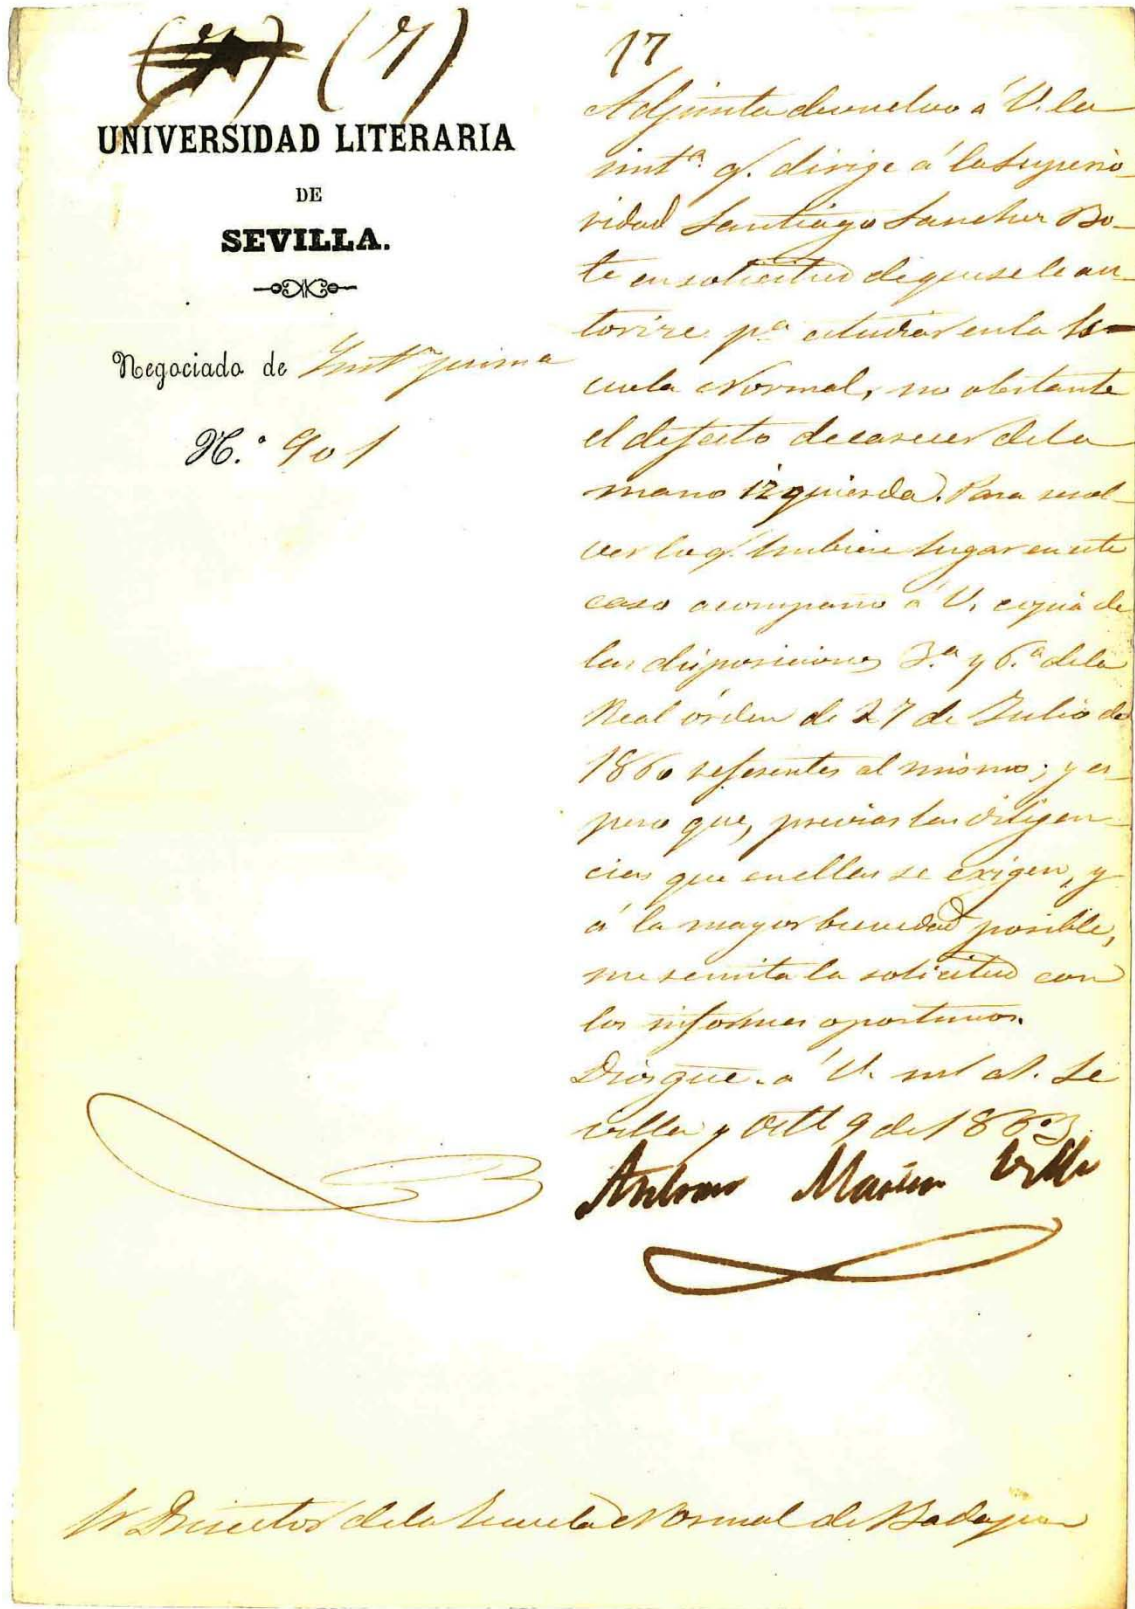 (7)
17
UNIVERSIDAD LITERARIA
DE
SEVILLA.
Negociado de Inst.ª prima
N.º 901
Adjunta devuelvo á V. la
inst.ª q. dirige á la Superio-
ridad Santiago Sanchez Bo-
te en solicitud de que se le au-
torize p.ª estudiar en la Es-
cuela Normal, no obstante
el defecto de carecer de la
mano izquierda. Para resol-
ver lo q. hubiere lugar en este
caso acompaño á V. copia de
las disposiciones 3.ª y 6.ª de la
Real órden de 27 de Julio de
1860 referentes al mismo; y es-
pero que, previas las diligen-
cias que en ellas se exigen, y
á la mayor brevedad posible,
me remita la solicitud con
los informes oportunos.
Dios gue. á V. ms. as. Se
villa y 9 de 1863.
Antonio Martin Villa
Sr Director de la Escuela Normal de Badajoz